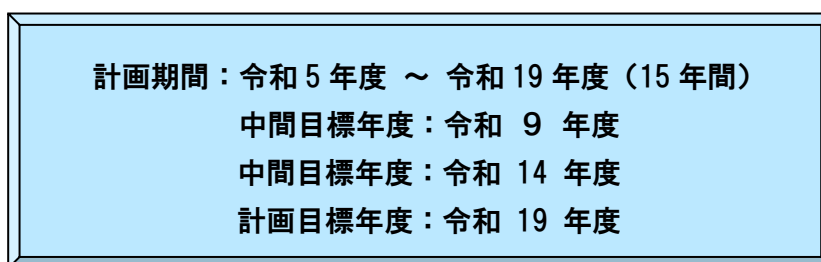 計画期間：令和 5 年度 ～ 令和 19 年度（15 年間）
中間目標年度：令和 ９ 年度
中間目標年度：令和 14 年度
計画目標年度：令和 19 年度